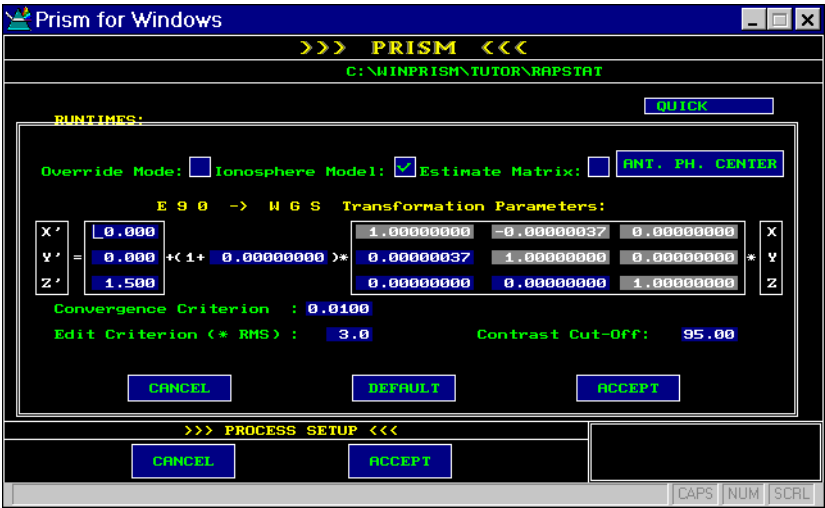 Prism for Windows
>>> PRISM <<<
C:\WINPRISM\TUTOR\RAPSTAT
QUICK
RUNTIMES:
Override Mode: Ionosphere Model: Estimate Matrix: ANT. PH. CENTER
E 9 0 -> W G S Transformation Parameters:
X' 0.000 1.00000000 -0.00000037 0.00000000 X
Y' = 0.000 +(1+ 0.00000000 )* 0.00000037 1.00000000 0.00000000 * Y
Z' 1.500 0.00000000 0.00000000 1.00000000 Z
Convergence Criterion : 0.0100
Edit Criterion (* RMS) : 3.0 Contrast Cut-Off: 95.00
CANCEL DEFAULT ACCEPT
>>> PROCESS SETUP <<<
CANCEL ACCEPT
CAPS NUM SCRL